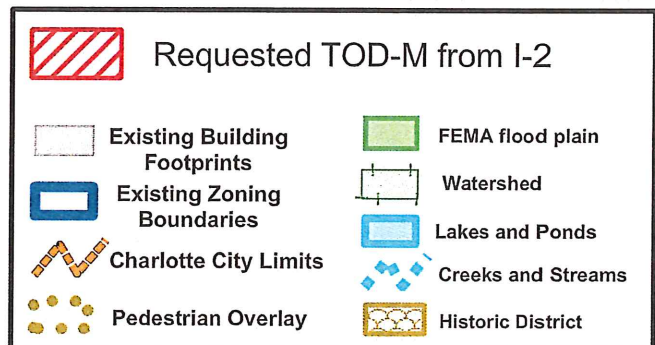 Requested TOD-M from I-2
Existing Building
Footprints
Existing Zoning
Boundaries
Charlotte City Limits
Pedestrian Overlay
FEMA flood plain
Watershed
Lakes and Ponds
Creeks and Streams
Historic District